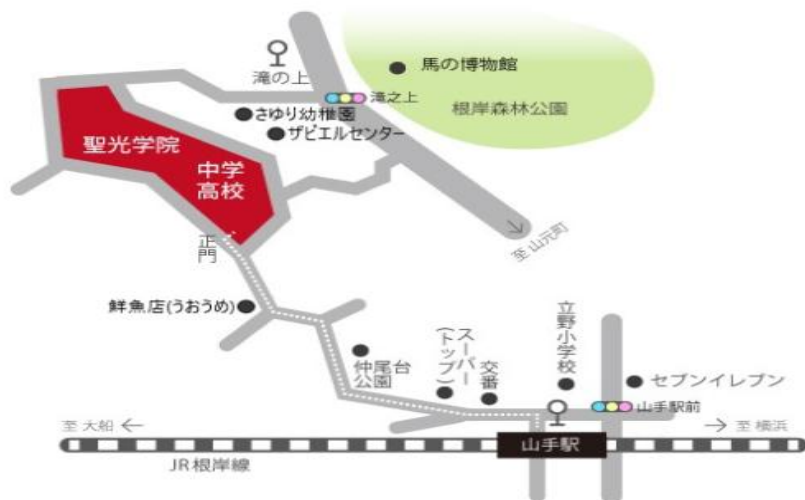 馬の博物館
滝の上
滝之上
根岸森林公園
さゆり幼稚園
ザビエルセンター
聖光学院
中学
高校
至 山元町
正門
鮮魚店(うおうめ)
仲尾台
公園
スーパー
(トップ)
交番
立野小学校
セブンイレブン
山手駅前
至 大船
至 横浜
山手駅
JR根岸線